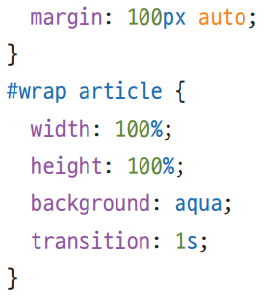 margin: 100px auto;
}
#wrap article {
width: 100%;
height: 100%;
background: aqua;
transition: 1s;
}